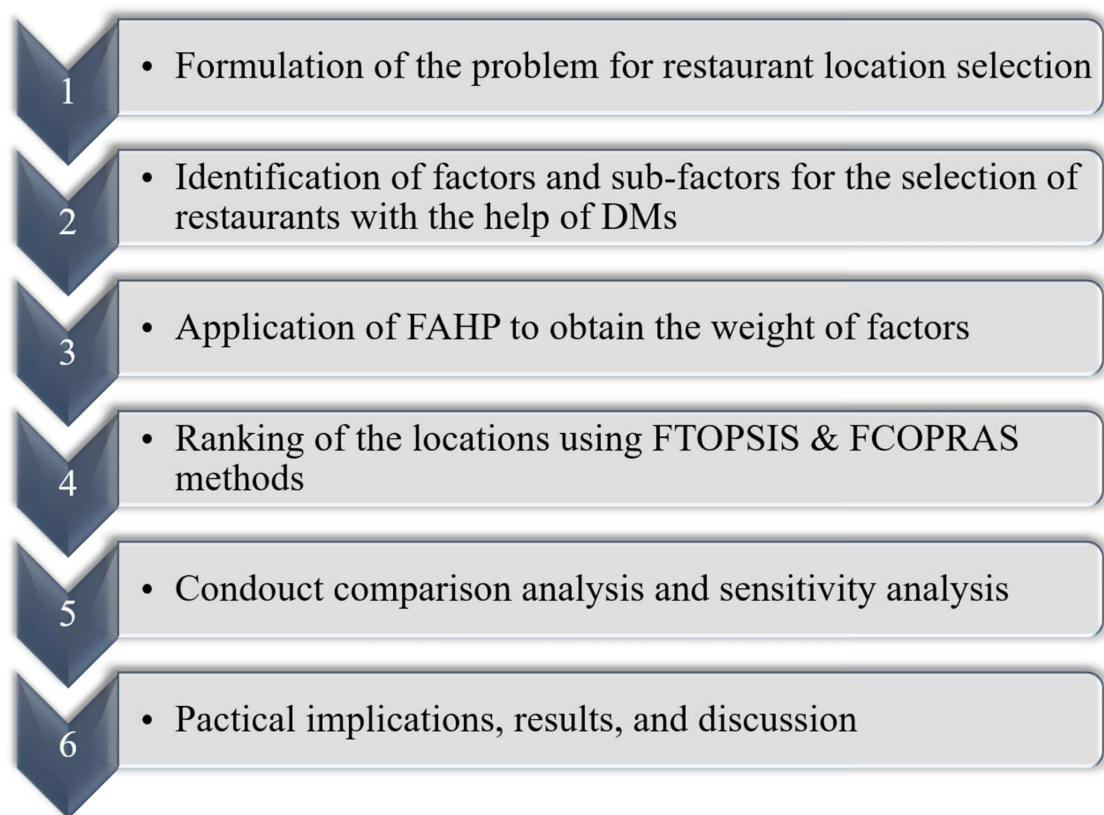 1
• Formulation of the problem for restaurant location selection
2
• Identification of factors and sub-factors for the selection of
restaurants with the help of DMs
3
• Application of FAHP to obtain the weight of factors
4
• Ranking of the locations using FTOPSIS & FCOPRAS
methods
5
• Condouct comparison analysis and sensitivity analysis
6
• Pactical implications, results, and discussion